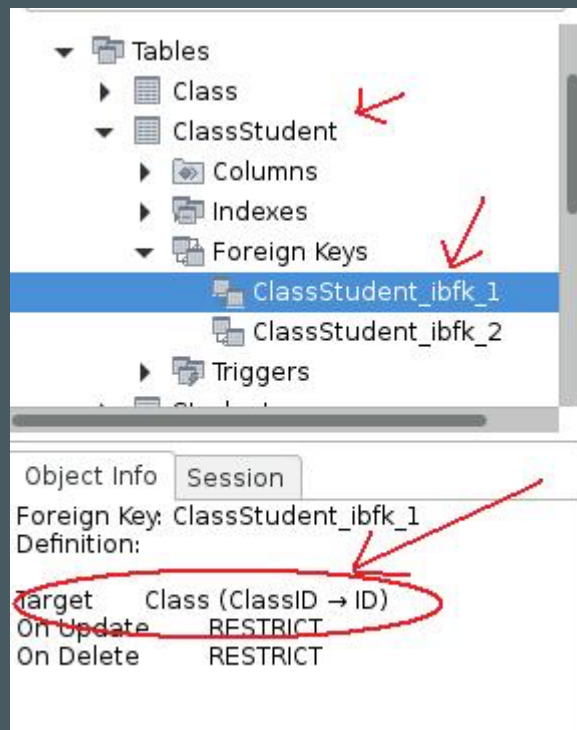 Tables
Class
ClassStudent
Columns
Indexes
Foreign Keys
ClassStudent_ibfk_1
ClassStudent_ibfk_2
Triggers
Object Info Session
Foreign Key: ClassStudent_ibfk_1
Definition:
Target Class (ClassID → ID)
On Update RESTRICT
On Delete RESTRICT